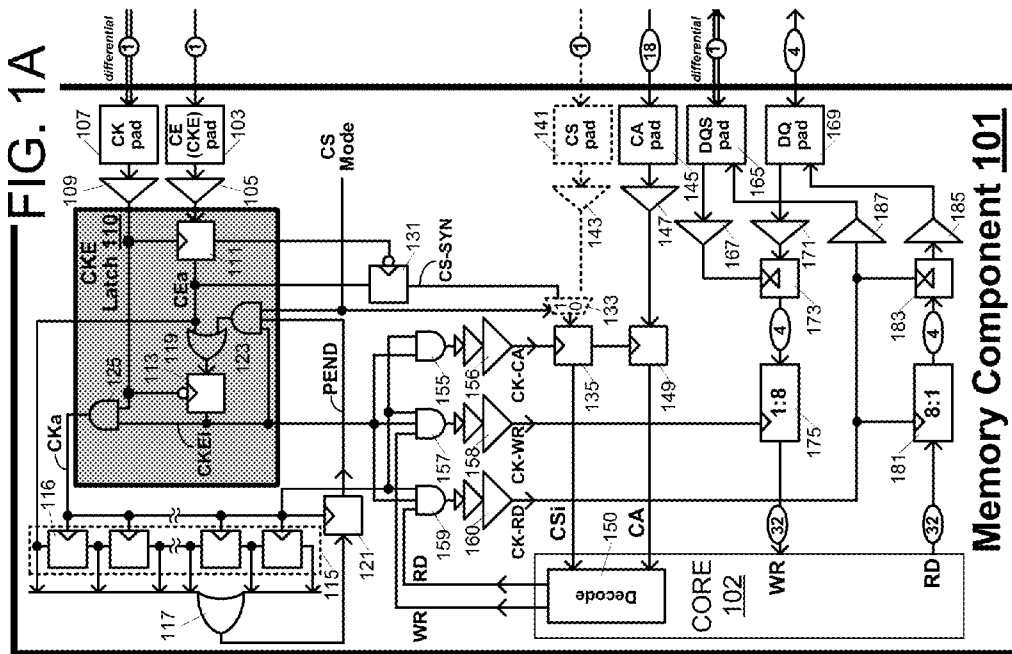 FIG. 1A
differential
1
1
1
18
differential
1
4
107
CK
pad
CE
(CKE)
pad
103
141
CS
pad
CA
pad
145
DQS
pad
165
DQ
pad
169
109
105
CS
Mode
143
147
167
171
187
185
CKE
Latch 110
111
CEa
131
CS-SYN
1
0
133
173
183
125
113
119
123
CKEi
CKa
PEND
155
156
CK-CA
135
149
4
4
157
158
CK-WR
1:8
175
8:1
181
159
160
CK-RD
116
115
121
117
RD
WR
CSi
CA
32
32
150
Decode
CORE
102
WR
RD
Memory Component 101